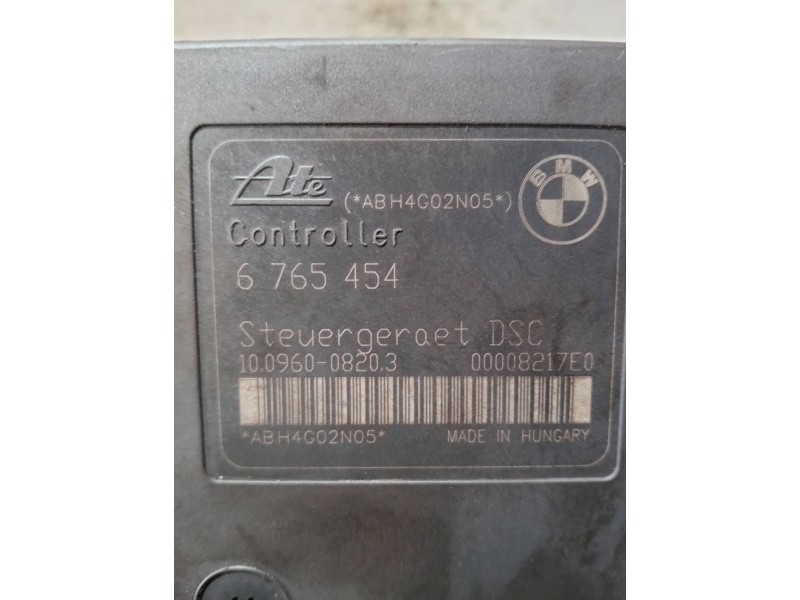 Ate (*ABH4G02N05*) BMW
Controller
6 765 454
Steuergeraet DSC
10.0960-0820.3 00008217E0
*ABH4G02N05* MADE IN HUNGARY